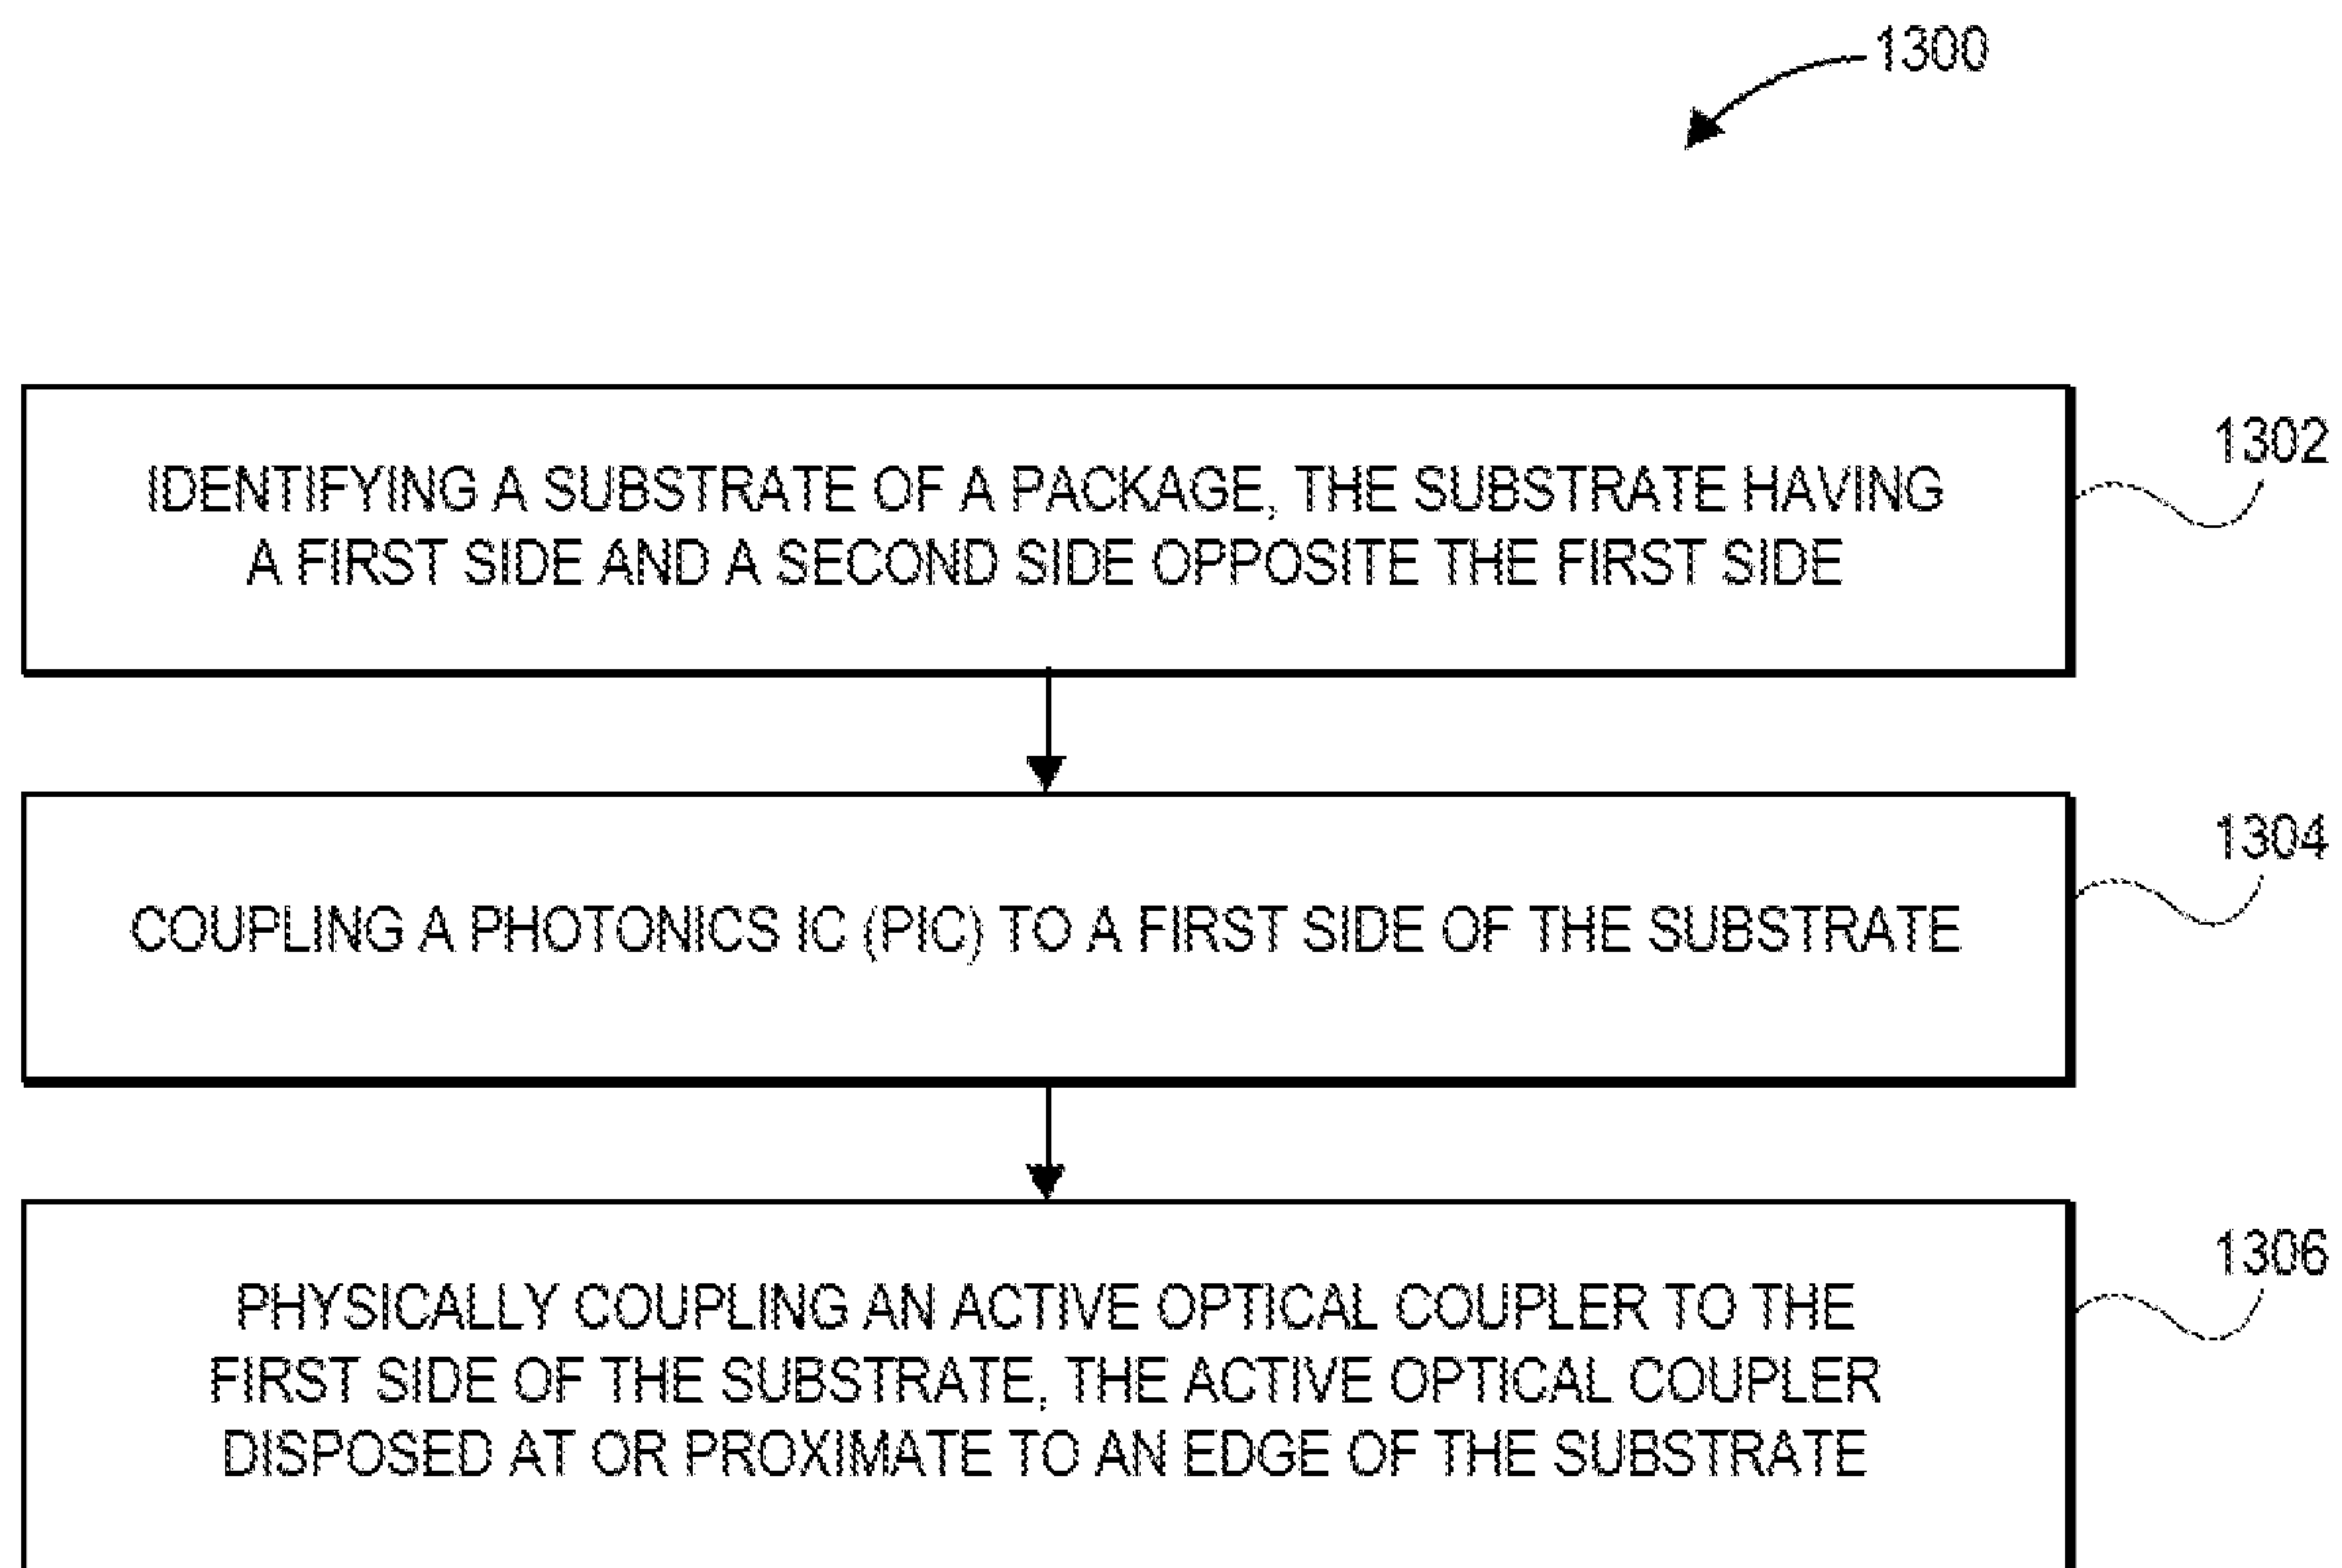 1300
IDENTIFYING A SUBSTRATE OF A PACKAGE, THE SUBSTRATE HAVING
A FIRST SIDE AND A SECOND SIDE OPPOSITE THE FIRST SIDE
1302
COUPLING A PHOTONICS IC (PIC) TO A FIRST SIDE OF THE SUBSTRATE
1304
PHYSICALLY COUPLING AN ACTIVE OPTICAL COUPLER TO THE
FIRST SIDE OF THE SUBSTRATE, THE ACTIVE OPTICAL COUPLER
DISPOSED AT OR PROXIMATE TO AN EDGE OF THE SUBSTRATE
1306